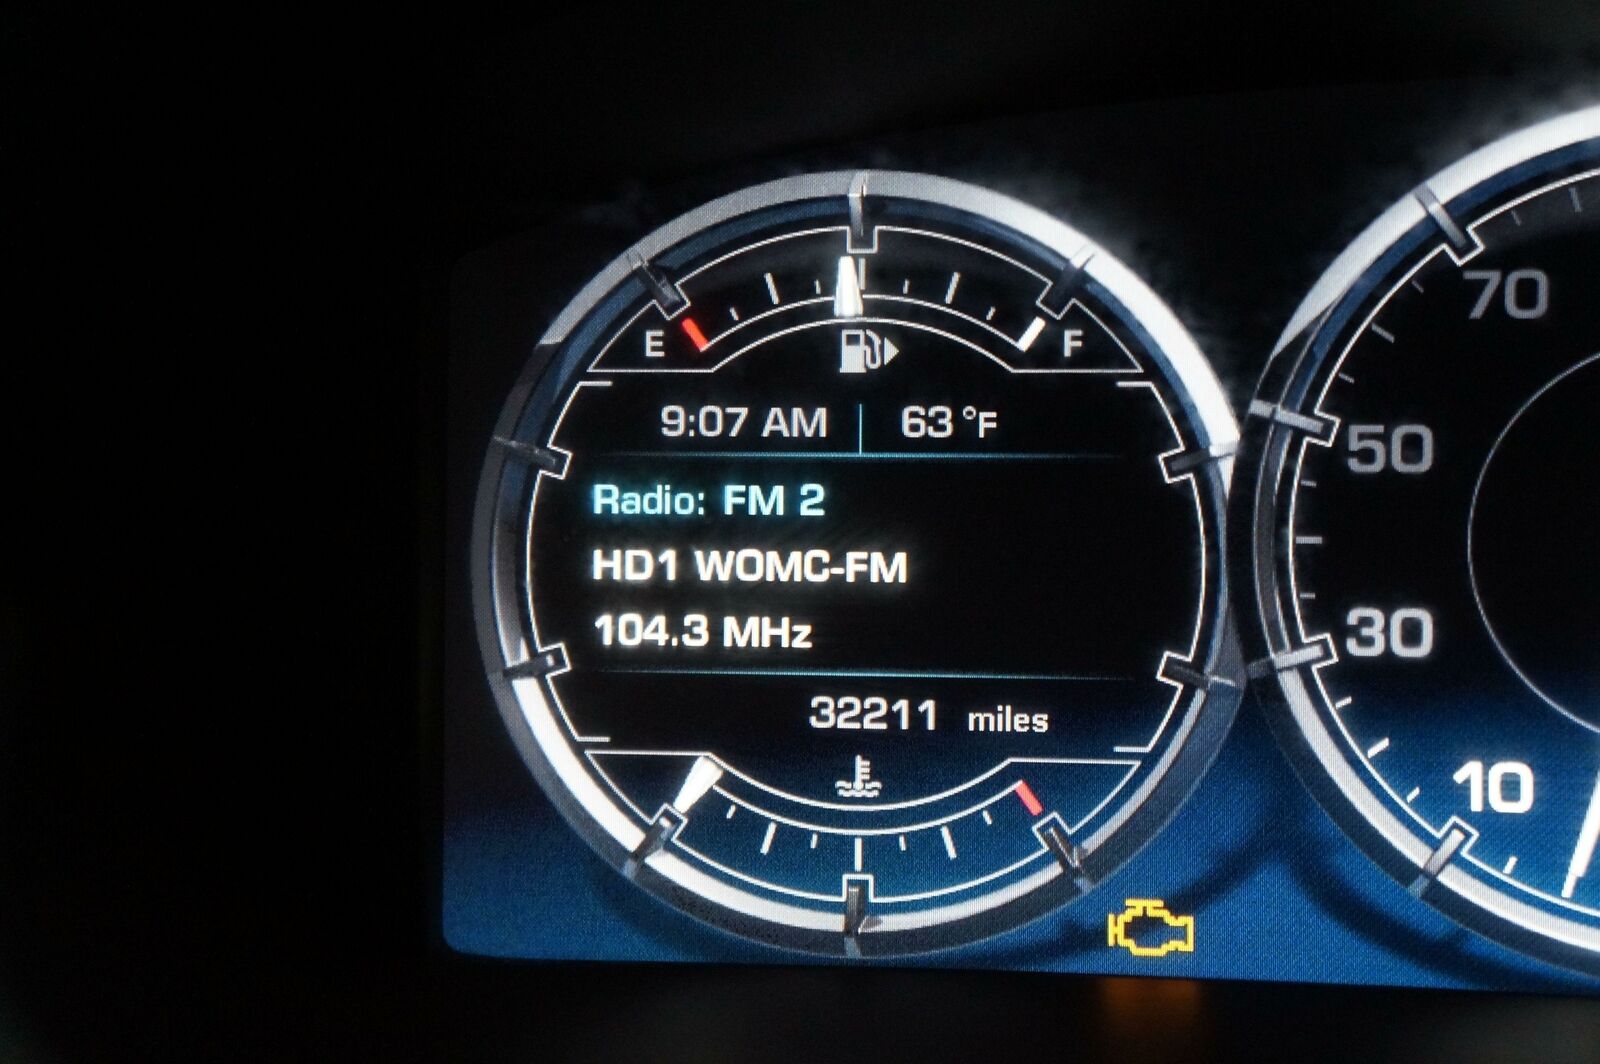 E F
9:07 AM 63 °F
Radio: FM 2
HD1 WOMC-FM
104.3 MHz
32211 miles
70
50
30
10